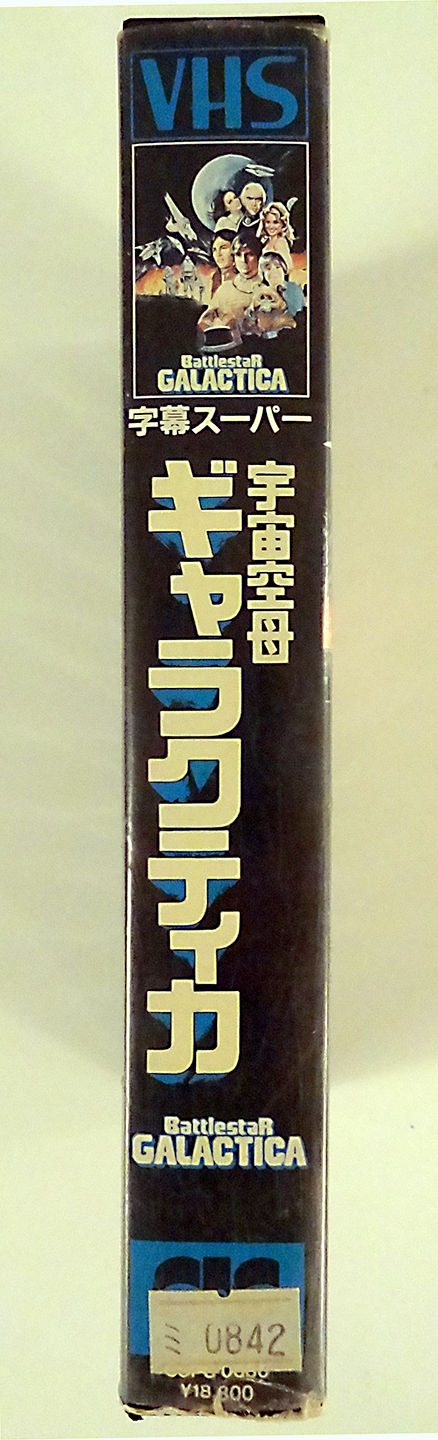 VHS
BattlestaR
GALACTICA
字幕スーパー
宇宙空母
ギャラクティカ
BattlestaR
GALACTICA
ミ 0842
¥18,800